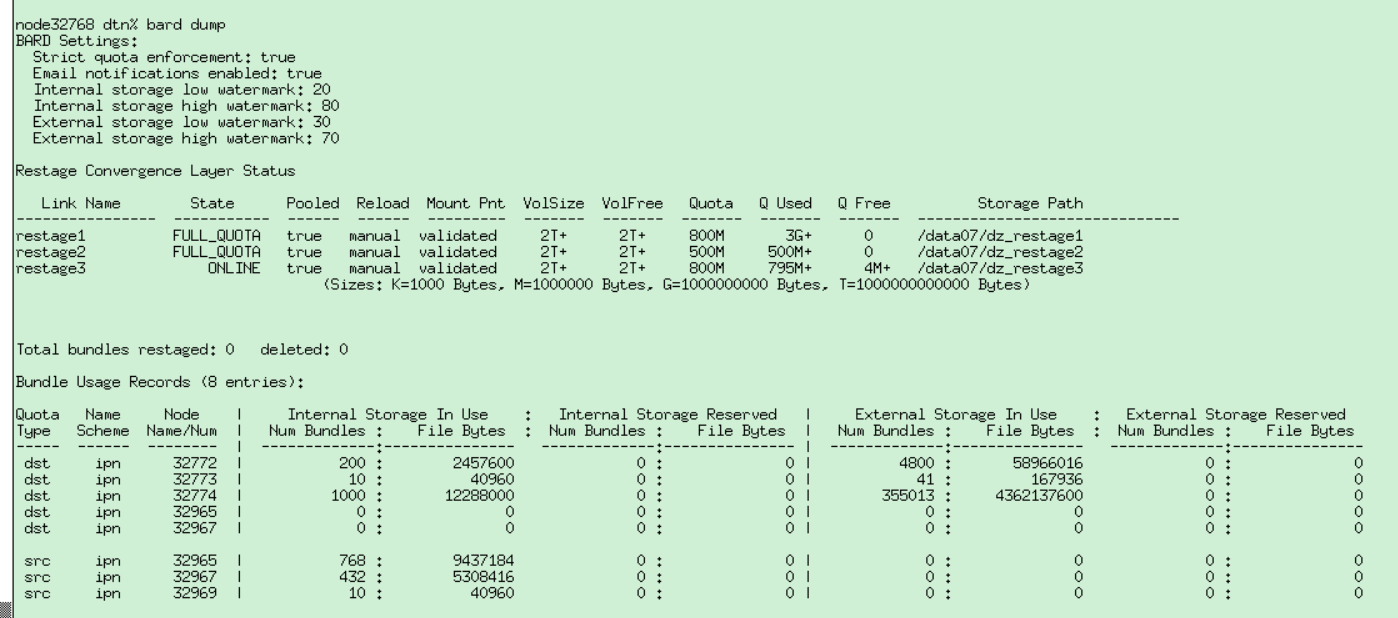 node32768 dtn% bard dump
BARD Settings:
  Strict quota enforcement: true
  Email notifications enabled: true
  Internal storage low watermark: 20
  Internal storage high watermark: 80
  External storage low watermark: 30
  External storage high watermark: 70
Restage Convergence Layer Status
Link Name State Pooled Reload Mount Pnt VolSize VolFree Quota Q Used Q Free Storage Path
---------------- ----------- ------ ------ --------- ------- ------- ------- ------- ------- ------------------------------
restage1 FULL_QUOTA true manual validated 2T+ 2T+ 800M 3G+ 0 /data07/dz_restage1
restage2 FULL_QUOTA true manual validated 2T+ 2T+ 500M 500M+ 0 /data07/dz_restage2
restage3 ONLINE true manual validated 2T+ 2T+ 800M 795M+ 4M+ /data07/dz_restage3
(Sizes: K=1000 Bytes, M=1000000 Bytes, G=1000000000 Bytes, T=1000000000000 Bytes)
Total bundles restaged: 0   deleted: 0
Bundle Usage Records (8 entries):
Quota Name Node | Internal Storage In Use : Internal Storage Reserved | External Storage In Use : External Storage Reserved
Type Scheme Name/Num | Num Bundles : File Bytes : Num Bundles : File Bytes | Num Bundles : File Bytes : Num Bundles : File Bytes
----- ------ -------- | -------------:--------------- -------------:--------------- | -------------:--------------- -------------:---------------
dst ipn 32772 | 200 : 2457600 0 : 0 | 4800 : 58966016 0 : 0
dst ipn 32773 | 10 : 40960 0 : 0 | 41 : 167936 0 : 0
dst ipn 32774 | 1000 : 12288000 0 : 0 | 355013 : 4362137600 0 : 0
dst ipn 32965 | 0 : 0 0 : 0 | 0 : 0 0 : 0
dst ipn 32967 | 0 : 0 0 : 0 | 0 : 0 0 : 0
src ipn 32965 | 768 : 9437184 0 : 0 | 0 : 0 0 : 0
src ipn 32967 | 432 : 5308416 0 : 0 | 0 : 0 0 : 0
src ipn 32969 | 10 : 40960 0 : 0 | 0 : 0 0 : 0